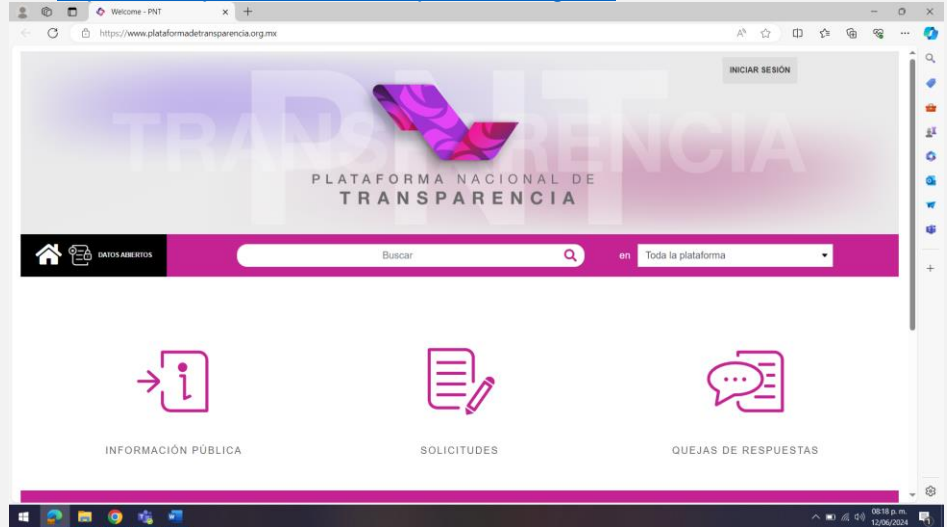 Welcome - PNT
https://www.plataformadetransparencia.org.mx
INICIAR SESIÓN
PNT
TRANSPARENCIA
PLATAFORMA NACIONAL DE
TRANSPARENCIA
DATOS ABIERTOS
Buscar
en
Toda la plataforma
INFORMACIÓN PÚBLICA
SOLICITUDES
QUEJAS DE RESPUESTAS
08:18 p. m.
12/06/2024